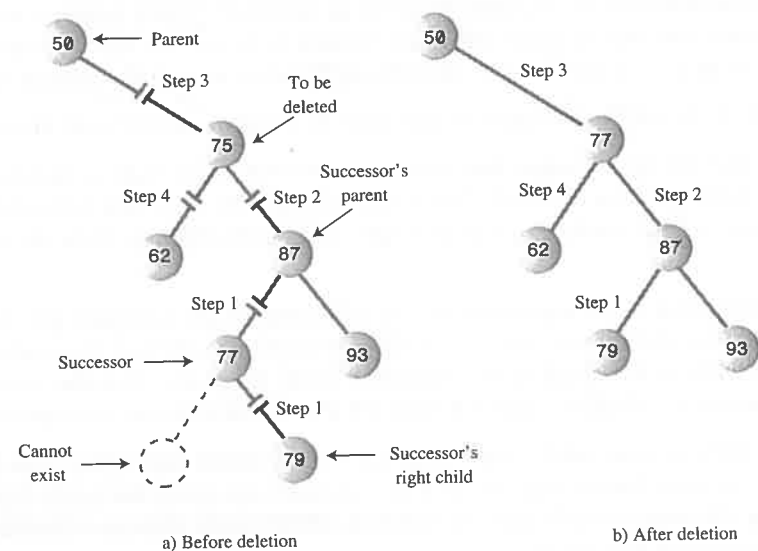 50
Parent
Step 3
To be
deleted
75
Step 4
Step 2
Successor's
parent
62
87
Step 1
Successor
77
93
Step 1
Cannot
exist
79
Successor's
right child
a) Before deletion
50
Step 3
77
Step 4
Step 2
62
87
Step 1
79
93
b) After deletion